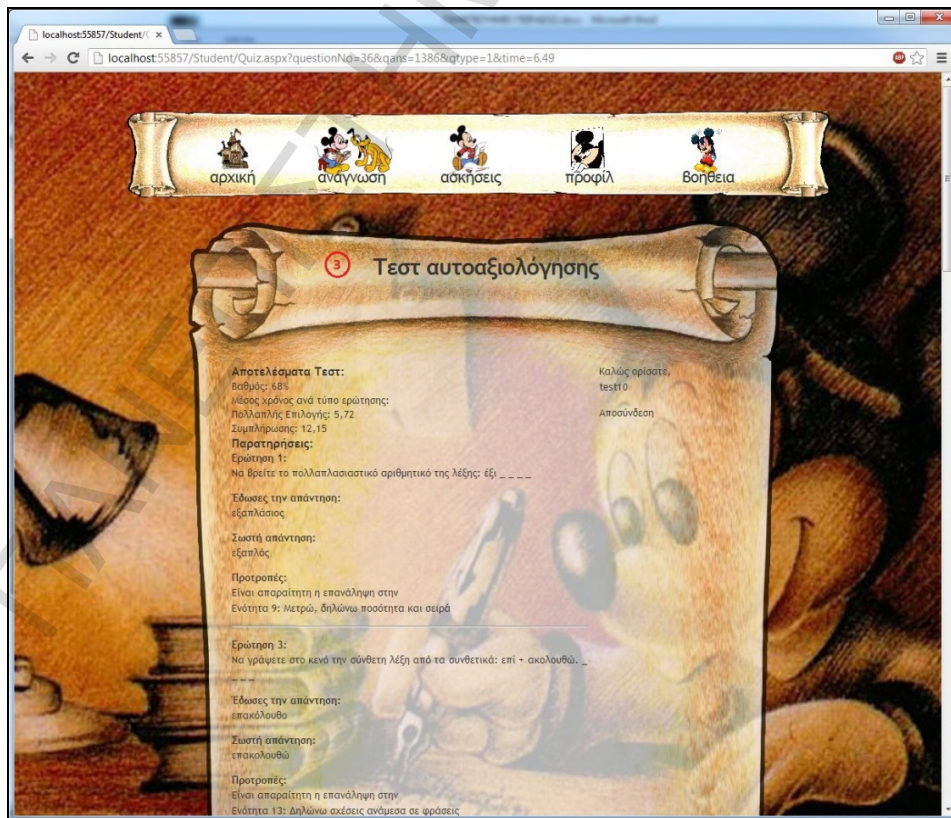 localhost:55857/Student/(
localhost:55857/Student/Quiz.aspx?questionNo=36&qans=1386&qtype=1&time=6.49
ABP
αρχική ανάγνωση ασκήσεις προφίλ βοήθεια
3 Τεστ αυτοαξιολόγησης
Αποτελέσματα Τεστ:
Βαθμός: 68%
Μέσος χρόνος ανά τύπο ερώτησης:
Πολλαπλής Επιλογής: 5,72
Συμπλήρωσης: 12,15
Παρατηρήσεις:
Ερώτηση 1:
Να βρείτε το πολλαπλασιαστικό αριθμητικό της λέξης: έξι _ _ _ _
Έδωσες την απάντηση:
εξαπλάσιος
Σωστή απάντηση:
εξαπλός
Προτροπές:
Είναι απαραίτητη η επανάληψη στην
Ενότητα 9: Μετρώ, δηλώνω ποσότητα και σειρά
Ερώτηση 3:
Να γράψετε στο κενό την σύνθετη λέξη από τα συνθετικά: επί + ακολουθώ. _
_ _ _
Έδωσες την απάντηση:
επακόλουθο
Σωστή απάντηση:
επακολουθώ
Προτροπές:
Είναι απαραίτητη η επανάληψη στην
Ενότητα 13: Δηλώνω σχέσεις ανάμεσα σε φράσεις
Καλώς ορίσατε,
test10
Αποσύνδεση